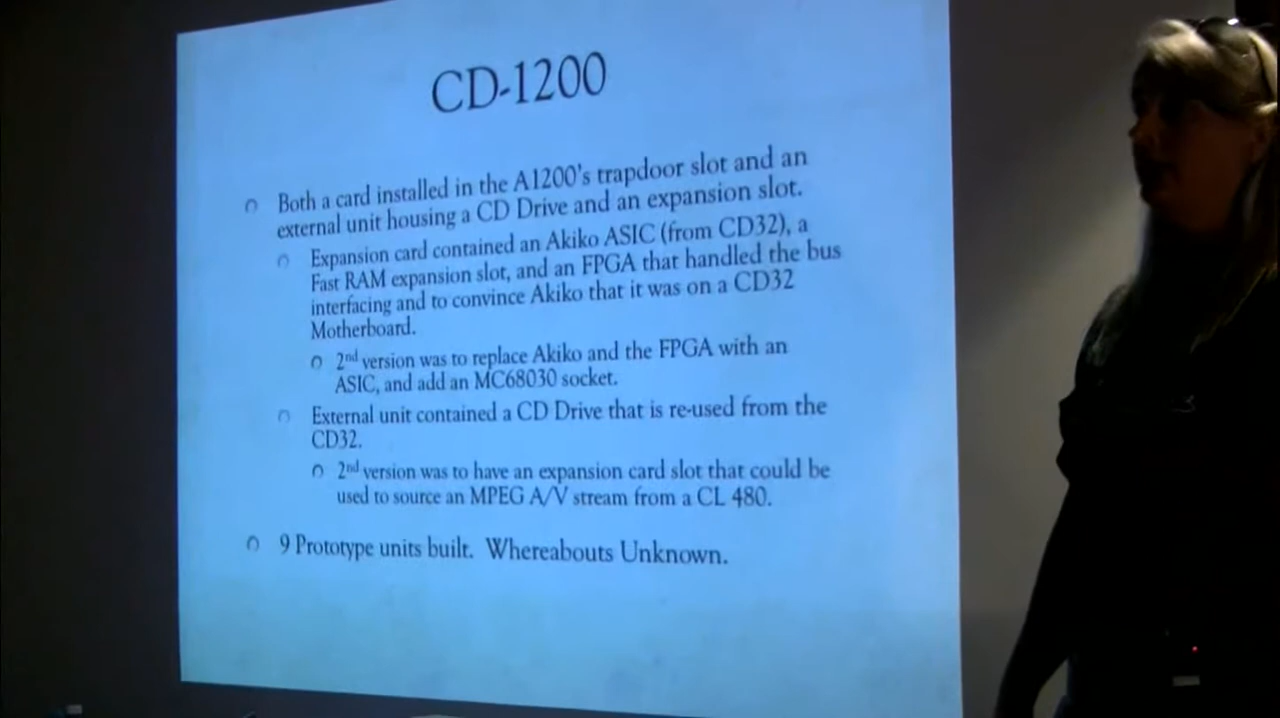 CD-1200
Both a card installed in the A1200's trapdoor slot and an
external unit housing a CD Drive and an expansion slot.
Expansion card contained an Akiko ASIC (from CD32), a
Fast RAM expansion slot, and an FPGA that handled the bus
interfacing and to convince Akiko that it was on a CD32
Motherboard.
2nd version was to replace Akiko and the FPGA with an
ASIC, and add an MC68030 socket.
External unit contained a CD Drive that is re-used from the
CD32.
2nd version was to have an expansion card slot that could be
used to source an MPEG A/V stream from a CL 480.
9 Prototype units built. Whereabouts Unknown.